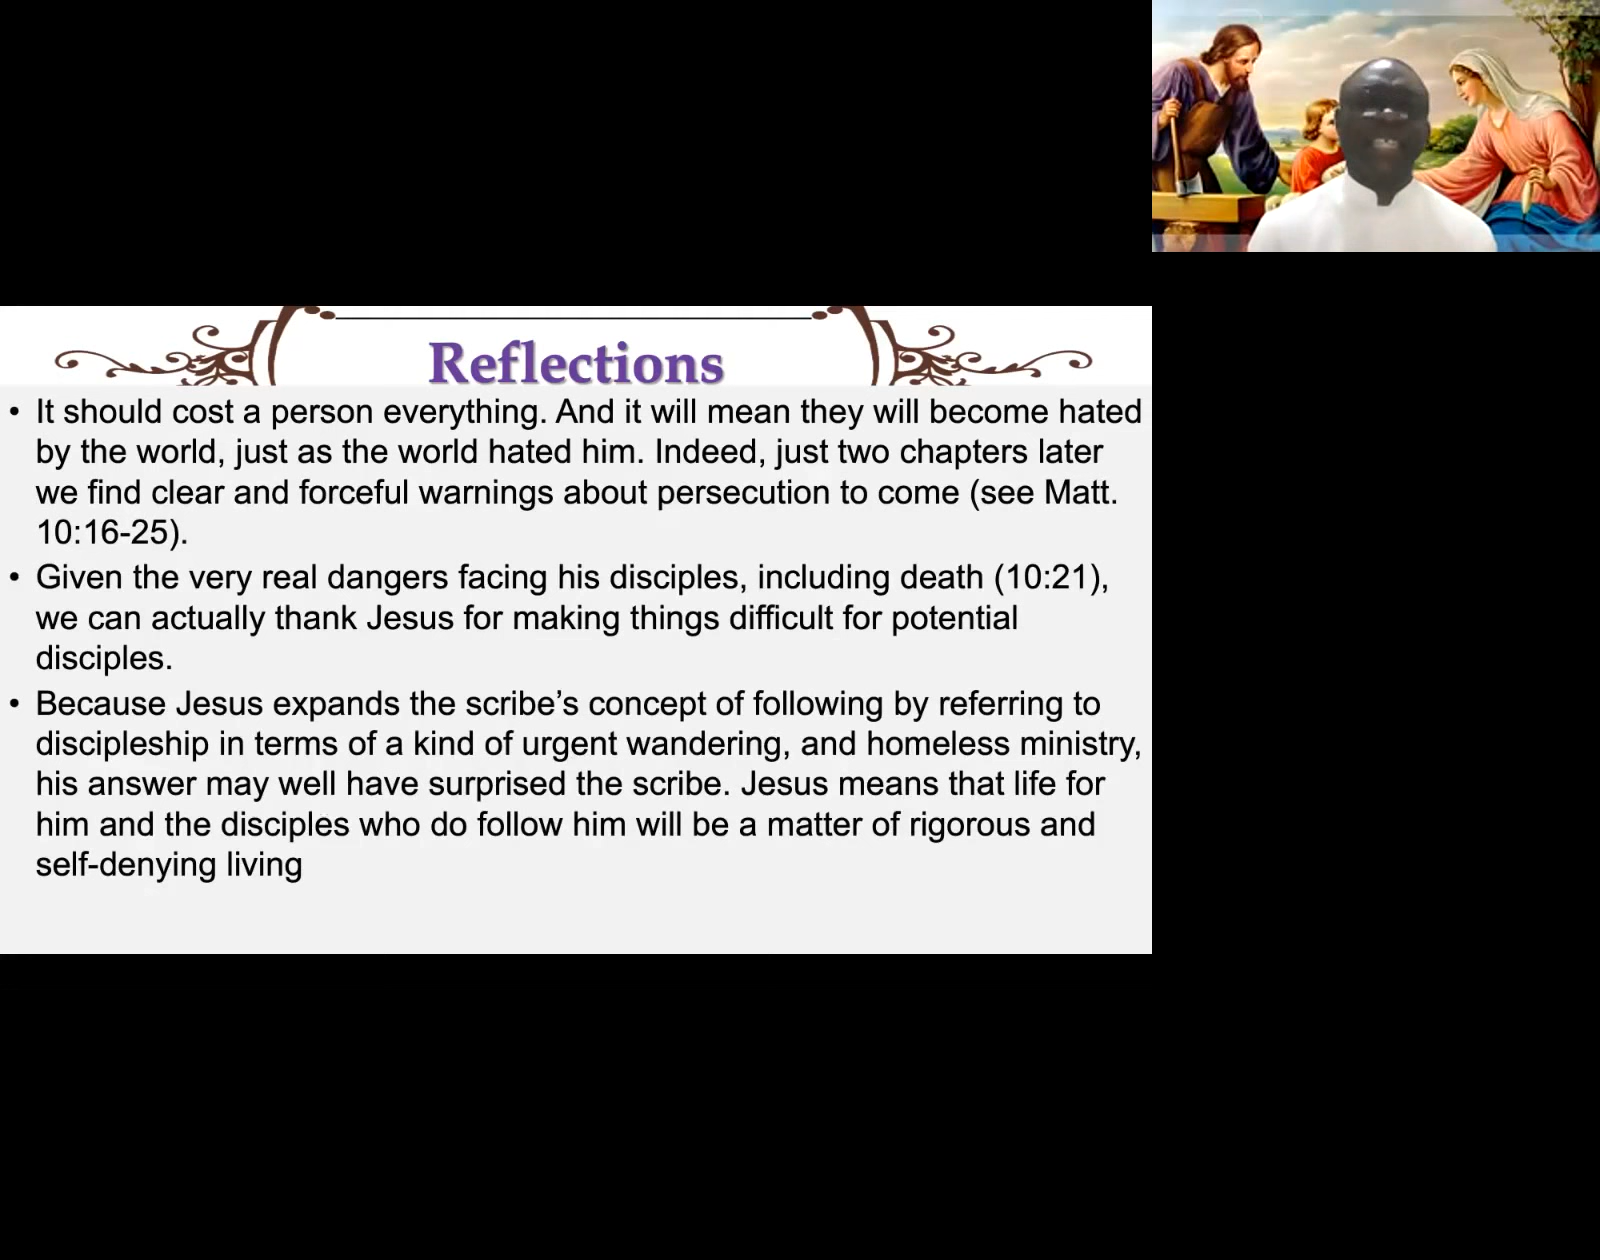 Reflections
• It should cost a person everything. And it will mean they will become hated
by the world, just as the world hated him. Indeed, just two chapters later
we find clear and forceful warnings about persecution to come (see Matt.
10:16-25).
• Given the very real dangers facing his disciples, including death (10:21),
we can actually thank Jesus for making things difficult for potential
disciples.
• Because Jesus expands the scribe’s concept of following by referring to
discipleship in terms of a kind of urgent wandering, and homeless ministry,
his answer may well have surprised the scribe. Jesus means that life for
him and the disciples who do follow him will be a matter of rigorous and
self-denying living